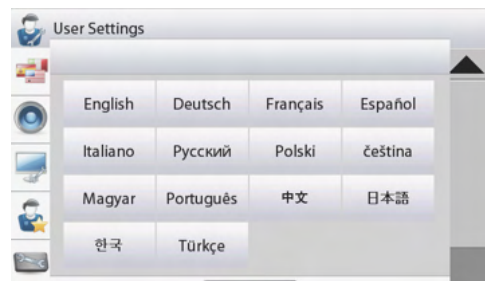 User Settings
English Deutsch Français Español
Italiano Русский Polski čeština
Magyar Português 中文 日本語
한국 Türkçe